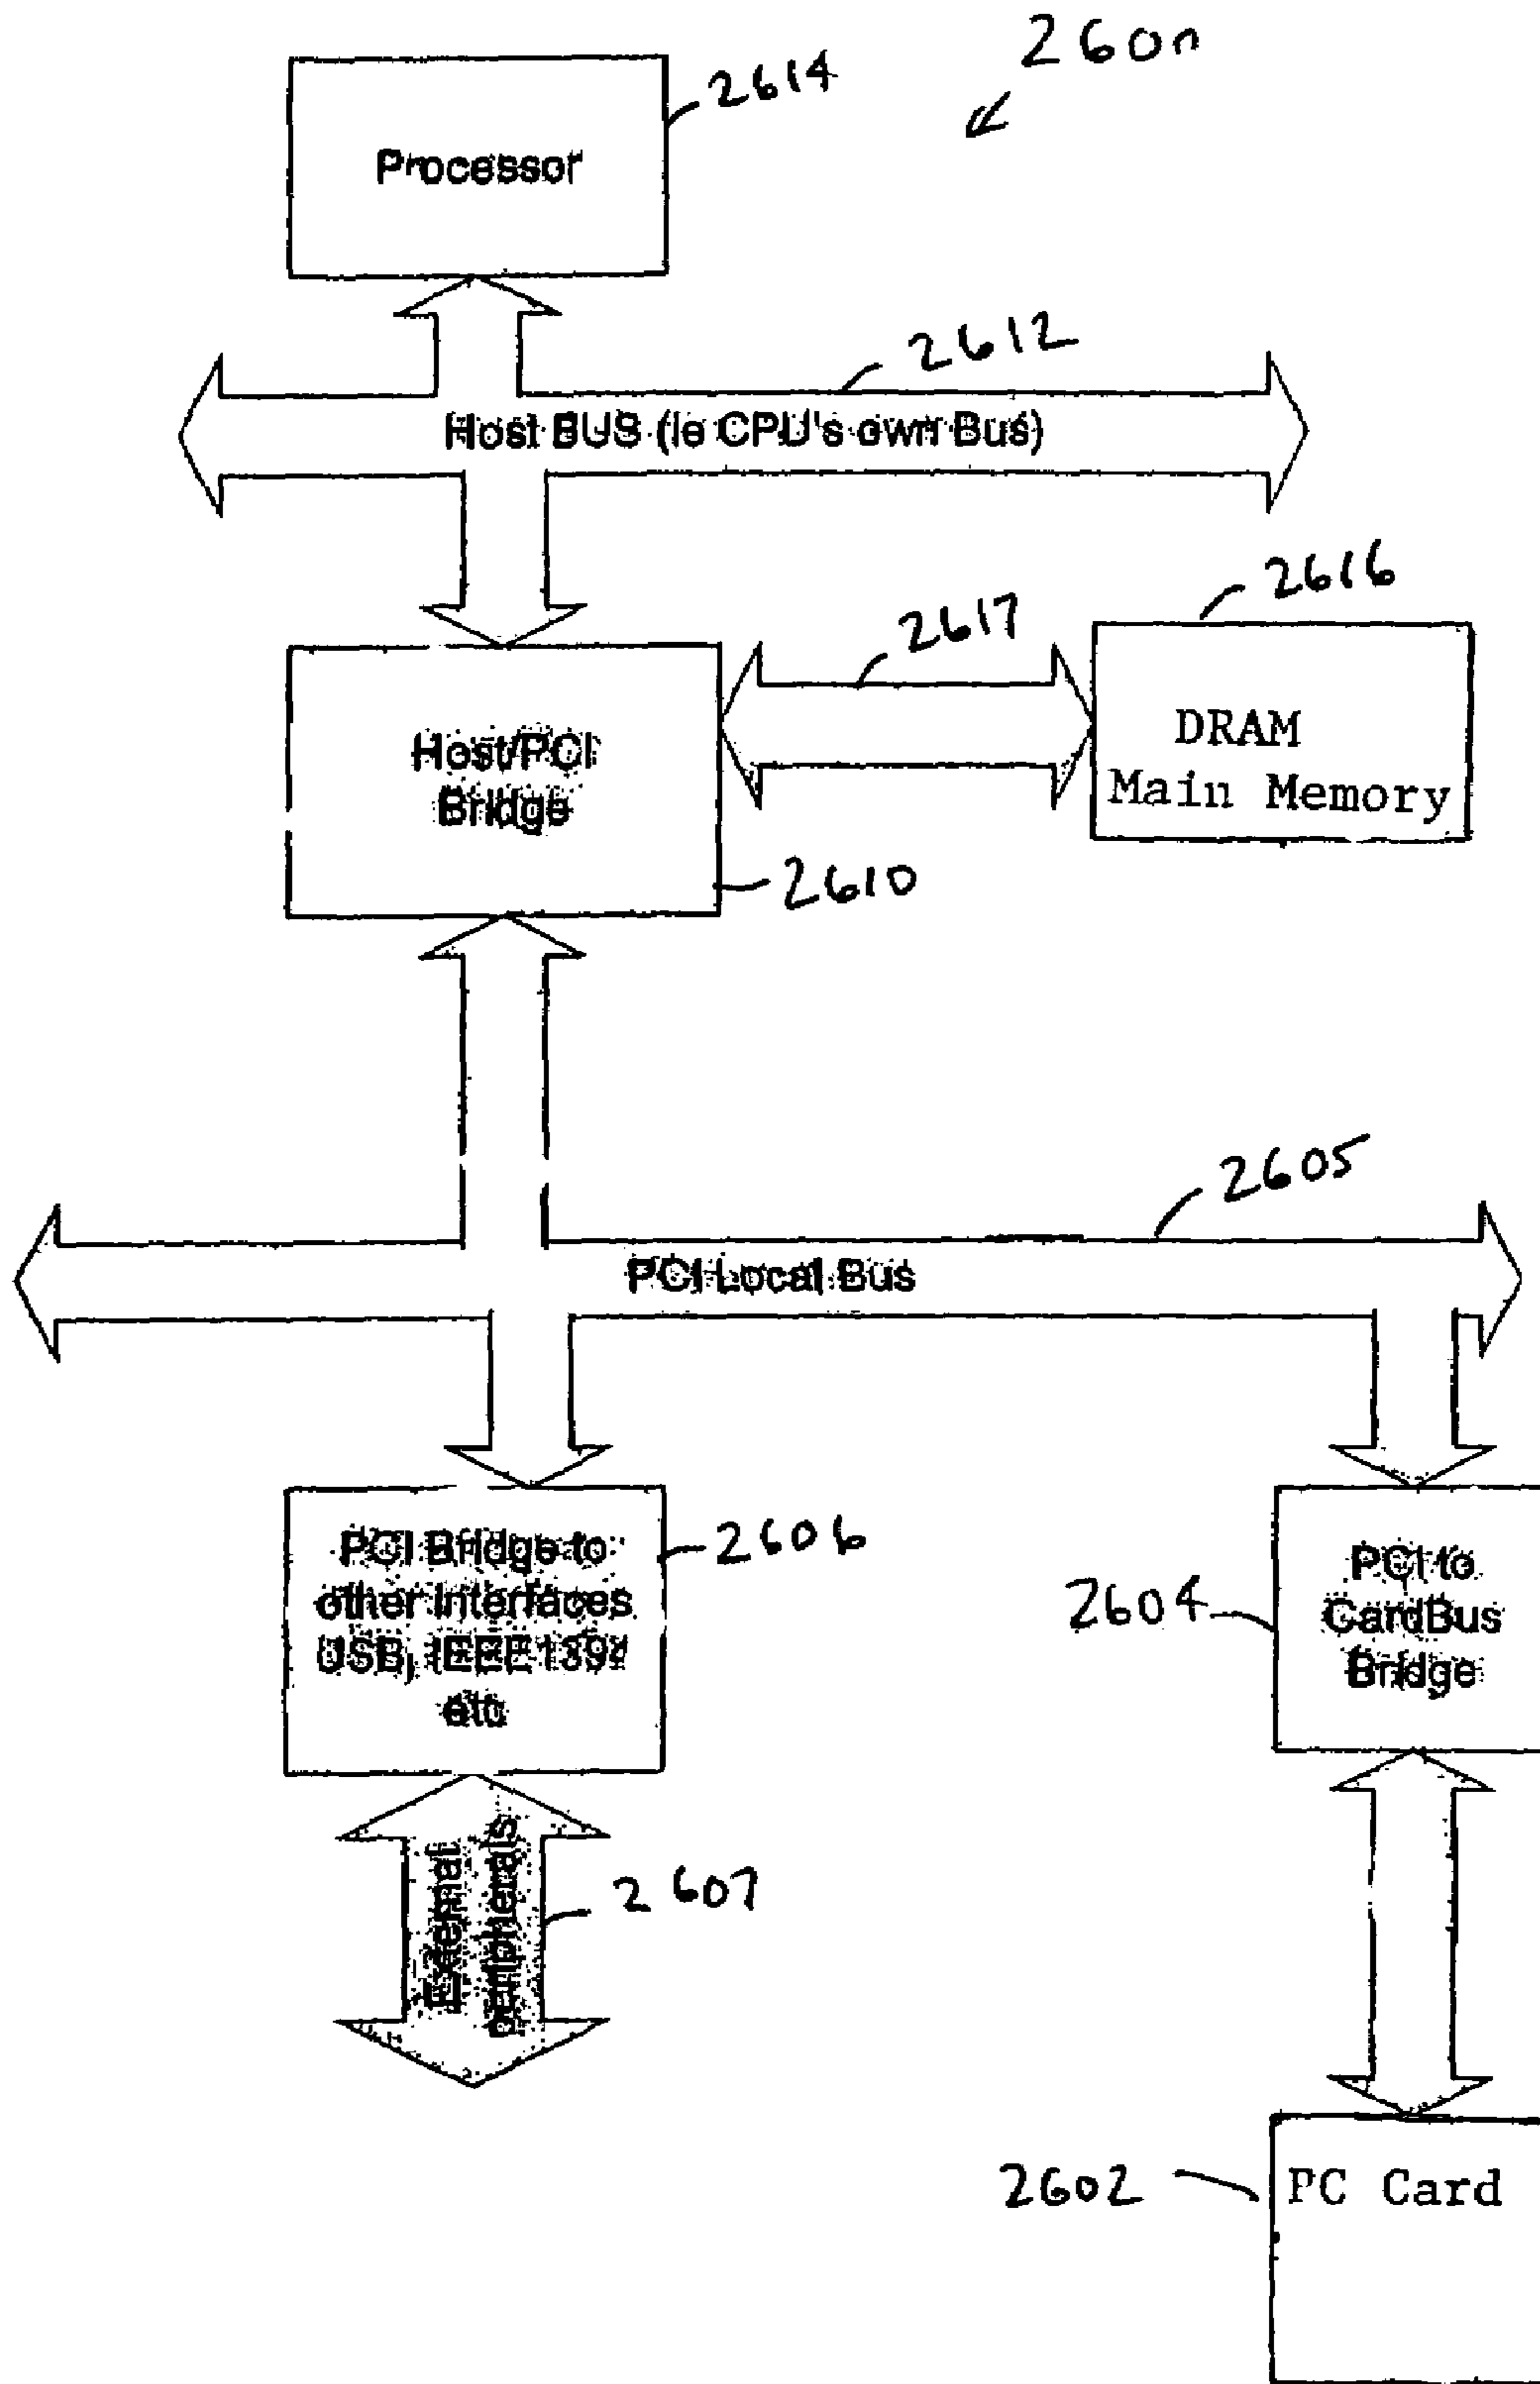 2600
2614
Processor
2612
Host BUS (ie CPU's own Bus)
2616
2617
DRAM
Main Memory
Host/PCI
Bridge
2610
2605
PCI Local Bus
PCI Bridge to
other Interfaces
USB, IEEE1394
etc
2606
2604
PCI to
CardBus
Bridge
External
peripherals
2607
2602
PC Card